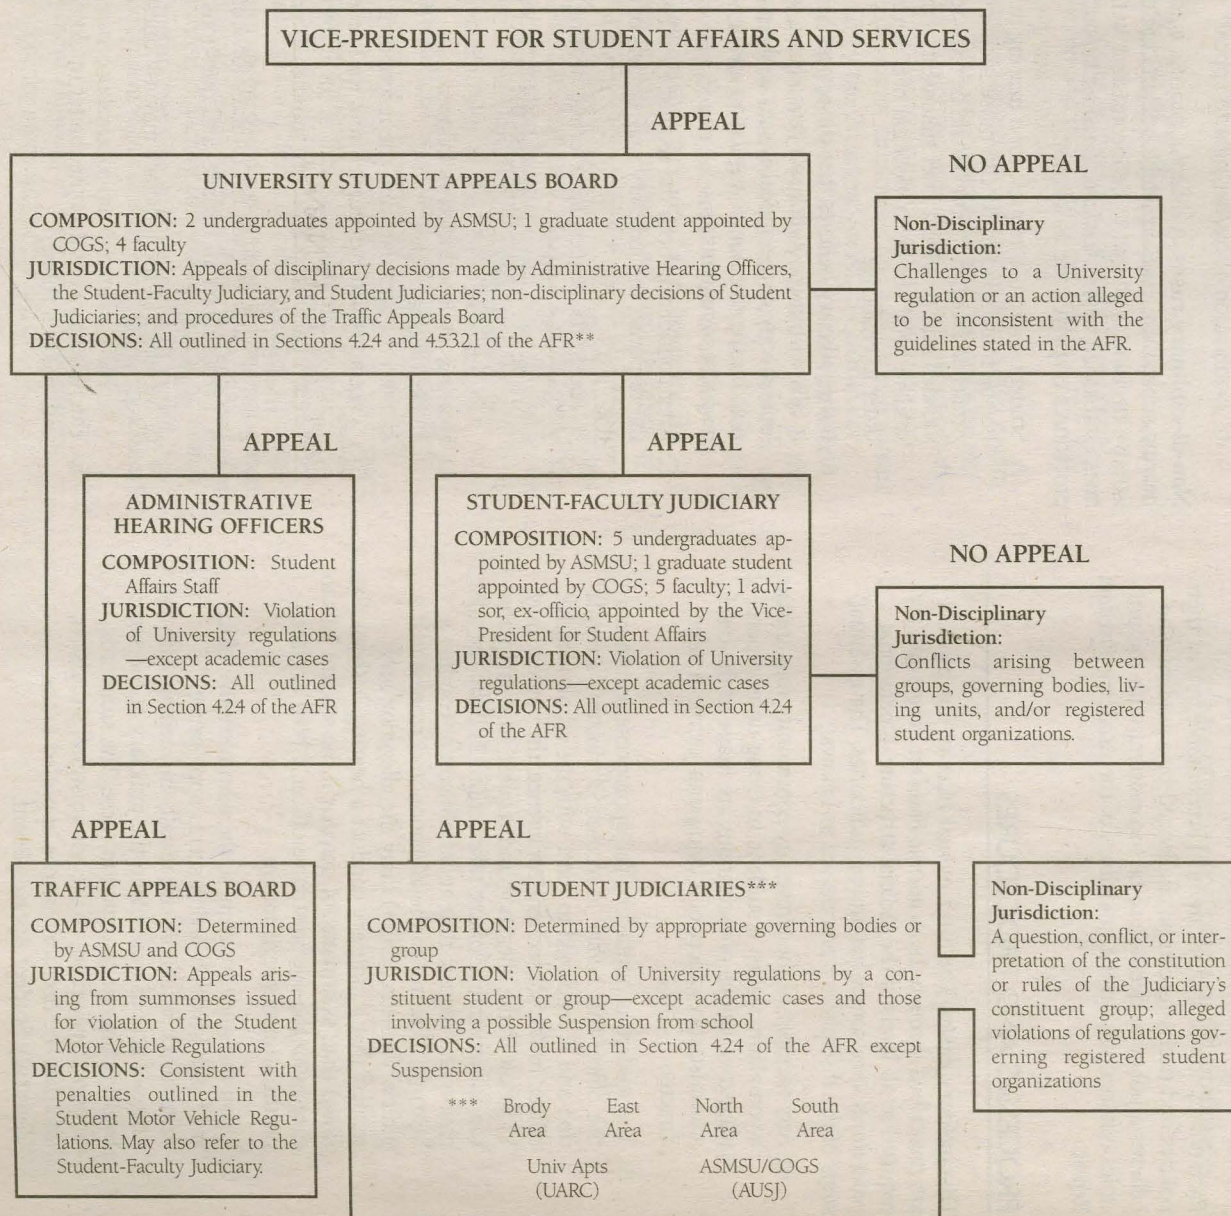 VICE-PRESIDENT FOR STUDENT AFFAIRS AND SERVICES
APPEAL
UNIVERSITY STUDENT APPEALS BOARD
COMPOSITION: 2 undergraduates appointed by ASMSU; 1 graduate student appointed by
COGS; 4 faculty
JURISDICTION: Appeals of disciplinary decisions made by Administrative Hearing Officers,
the Student-Faculty Judiciary, and Student Judiciaries; non-disciplinary decisions of Student
Judiciaries; and procedures of the Traffic Appeals Board
DECISIONS: All outlined in Sections 4.2.4 and 4.5.3.2.1 of the AFR**
NO APPEAL
Non-Disciplinary
Jurisdiction:
Challenges to a University
regulation or an action alleged
to be inconsistent with the
guidelines stated in the AFR.
APPEAL
ADMINISTRATIVE
HEARING OFFICERS
COMPOSITION: Student
Affairs Staff
JURISDICTION: Violation
of University regulations
—except academic cases
DECISIONS: All outlined
in Section 4.2.4 of the AFR
APPEAL
STUDENT-FACULTY JUDICIARY
COMPOSITION: 5 undergraduates ap-
pointed by ASMSU; 1 graduate student
appointed by COGS; 5 faculty; 1 advi-
sor, ex-officio, appointed by the Vice-
President for Student Affairs
JURISDICTION: Violation of University
regulations—except academic cases
DECISIONS: All outlined in Section 4.2.4
of the AFR
NO APPEAL
Non-Disciplinary
Jurisdiction:
Conflicts arising between
groups, governing bodies, liv-
ing units, and/or registered
student organizations.
APPEAL
TRAFFIC APPEALS BOARD
COMPOSITION: Determined
by ASMSU and COGS
JURISDICTION: Appeals aris-
ing from summonses issued
for violation of the Student
Motor Vehicle Regulations
DECISIONS: Consistent with
penalties outlined in the
Student Motor Vehicle Regu-
lations. May also refer to the
Student-Faculty Judiciary.
APPEAL
STUDENT JUDICIARIES***
COMPOSITION: Determined by appropriate governing bodies or
group
JURISDICTION: Violation of University regulations by a con-
stituent student or group—except academic cases and those
involving a possible Suspension from school
DECISIONS: All outlined in Section 4.2.4 of the AFR except
Suspension
*** Brody East North South
Area Area Area Area
Univ Apts ASMSU/COGS
(UARC) (AUSJ)
Non-Disciplinary
Jurisdiction:
A question, conflict, or inter-
pretation of the constitution
or rules of the Judiciary's
constituent group; alleged
violations of regulations gov-
erning registered student
organizations